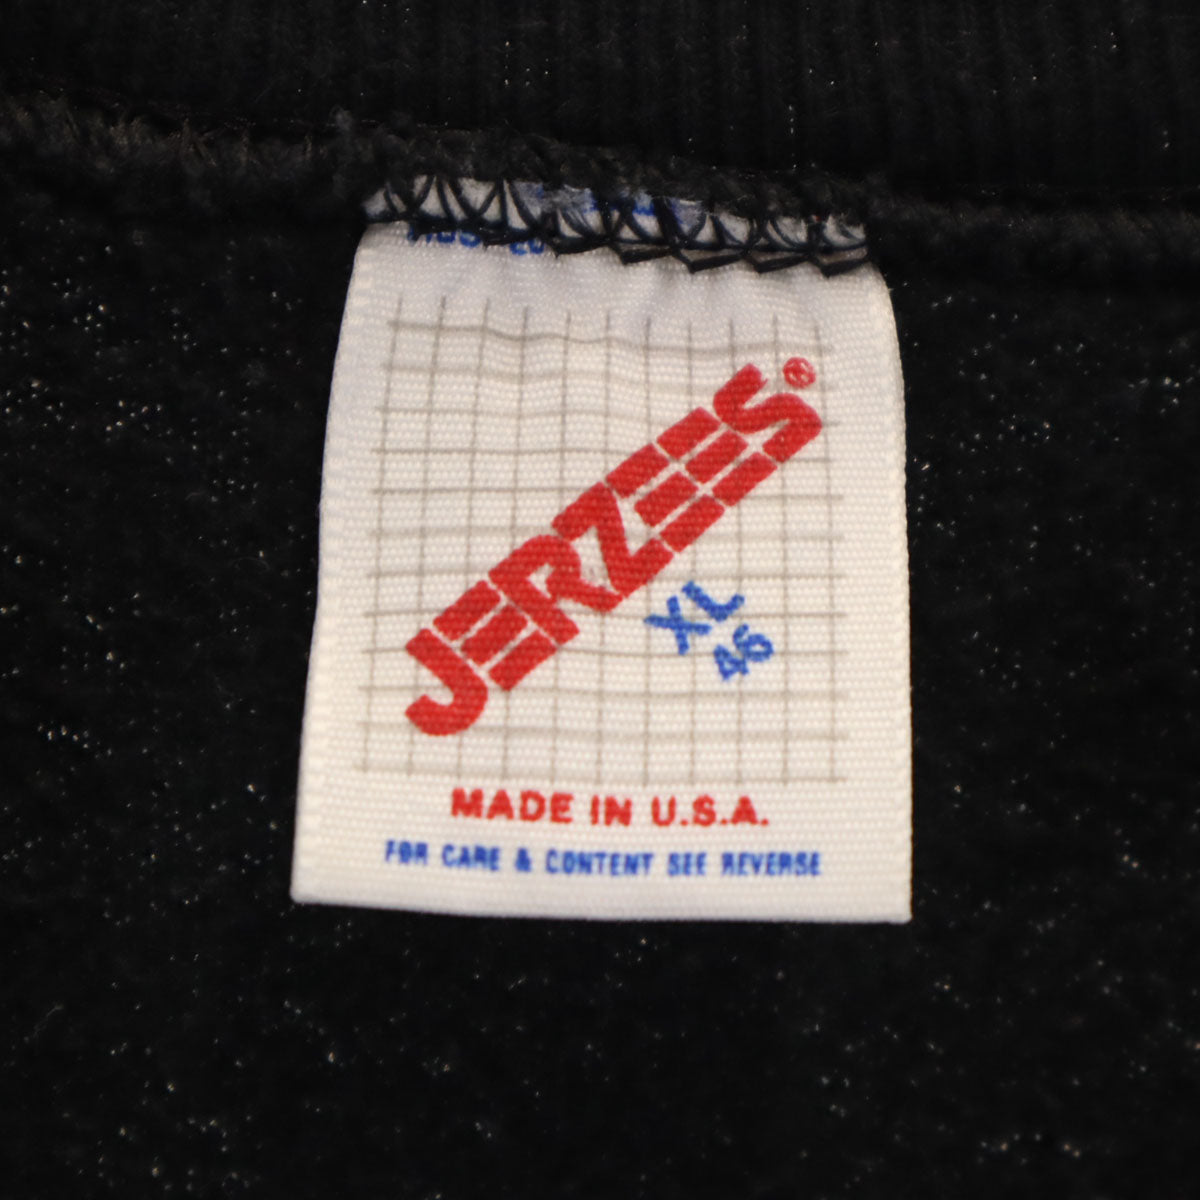 JERZEES®
XL
46
MADE IN U.S.A.
FOR CARE & CONTENT SEE REVERSE